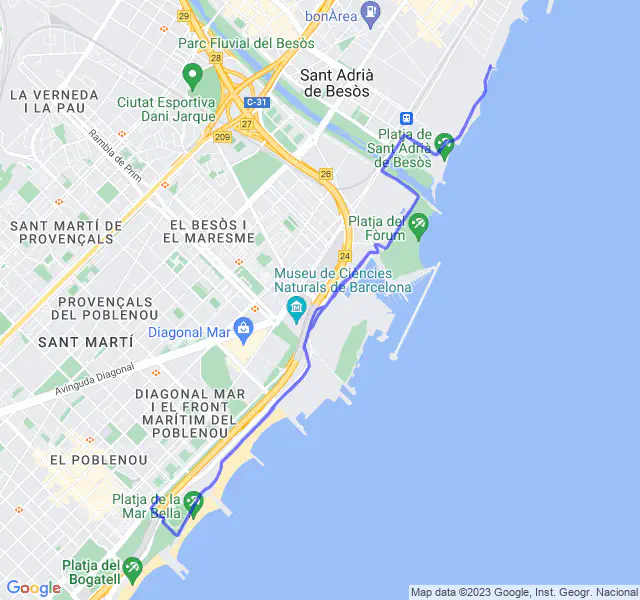 bonÀrea
29
28
Parc Fluvial del Besòs
Sant Adrià
de Besòs
LA VERNEDA
I LA PAU
Ciutat Esportiva
Dani Jarque
C-31
27
Rambla de Prim
209
Platja de
Sant Adrià
de Besòs
26
SANT MARTÍ DE
PROVENÇALS
EL BESÒS I
EL MARESME
Platja del
Fòrum
24
Museu de Ciències
Naturals de Barcelona
PROVENÇALS
DEL POBLENOU
Diagonal Mar
SANT MARTÍ
Avinguda Diagonal
DIAGONAL MAR
I EL FRONT
MARÍTIM DEL
POBLENOU
EL POBLENOU
Platja de la
Mar Bella
Platja del
Bogatell
Google
Map data ©2023 Google, Inst. Geogr. Nacional